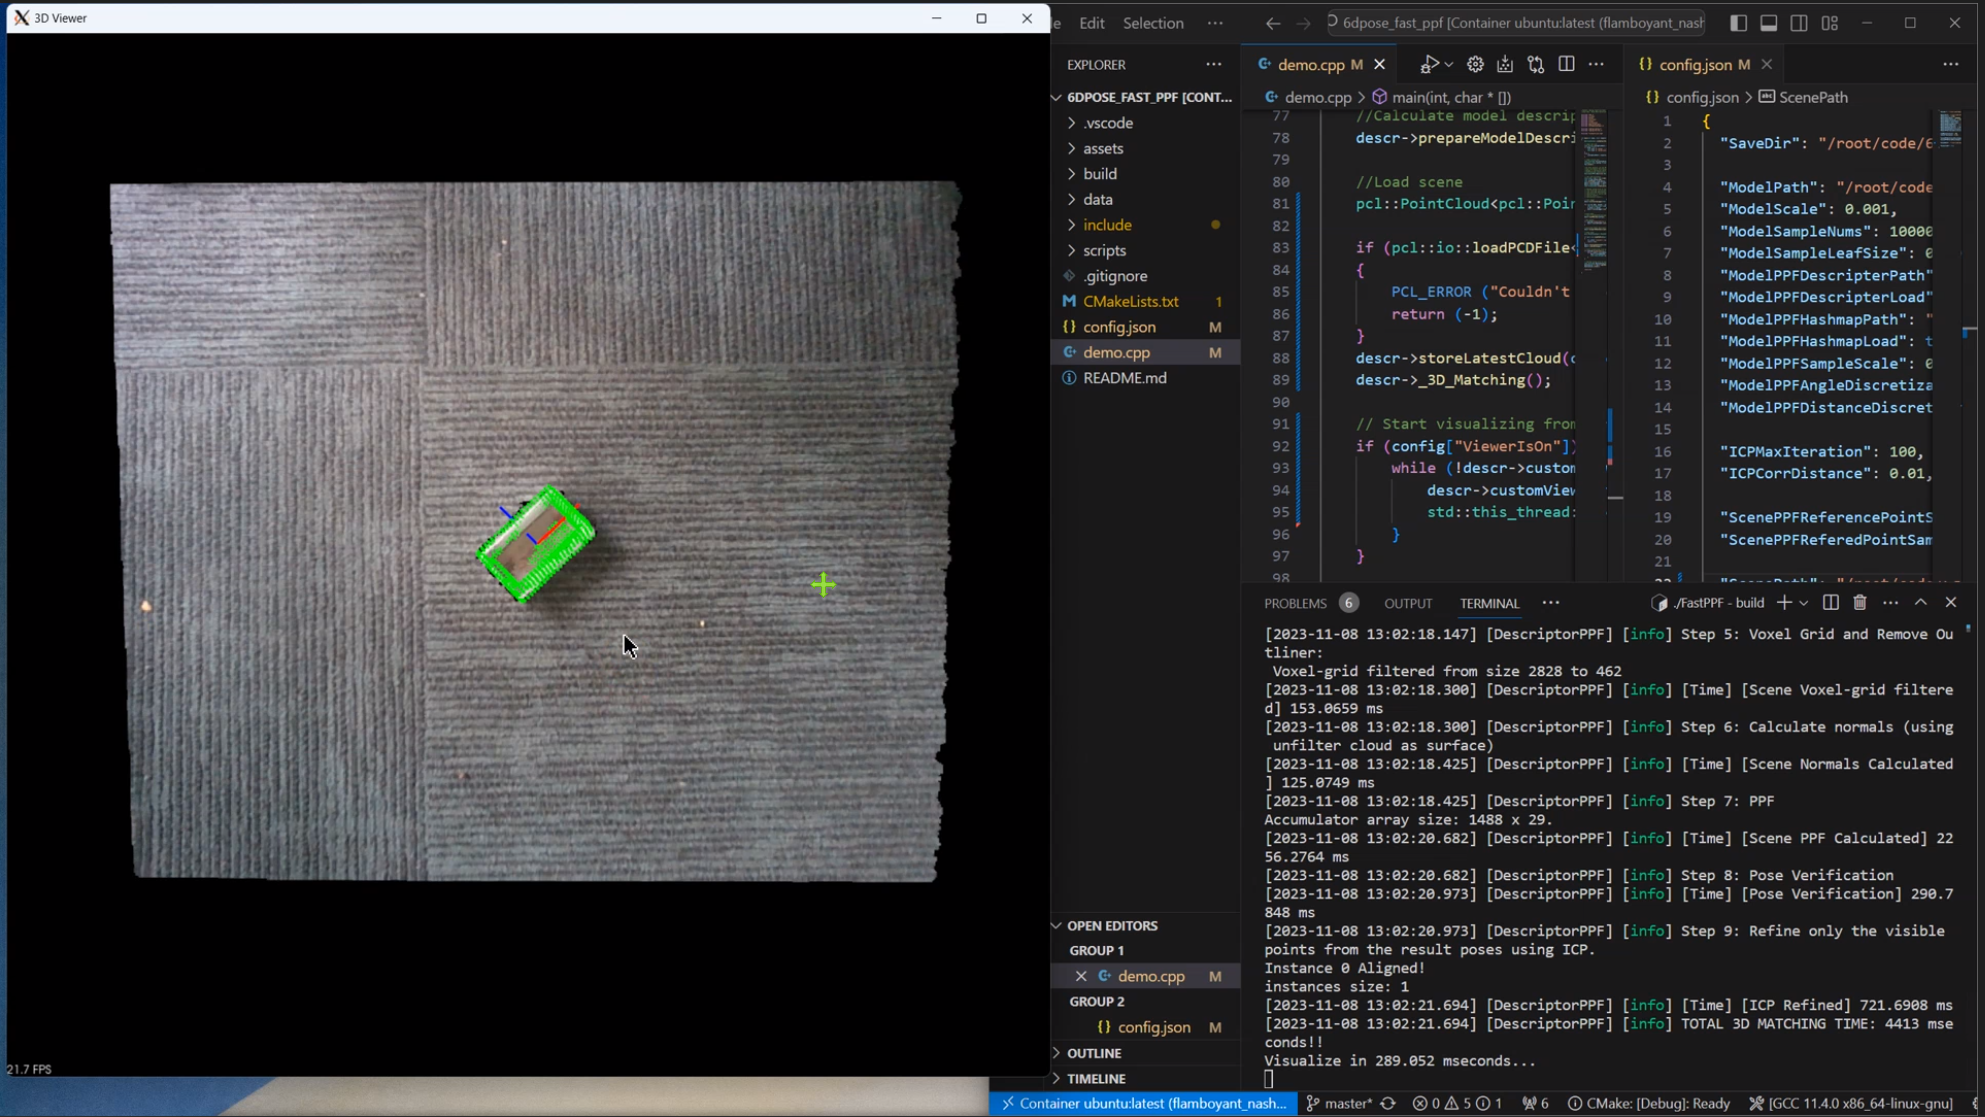 3D Viewer
21.7 FPS
le Edit Selection ···
6dpose_fast_ppf [Container ubuntu:latest (flamboyant_nash
EXPLORER ···
6DPOSE_FAST_PPF [CONT...
.vscode
assets
build
data
include
scripts
.gitignore
CMakeLists.txt 1
config.json M
demo.cpp M
README.md
OPEN EDITORS
GROUP 1
demo.cpp M
GROUP 2
config.json M
OUTLINE
TIMELINE
demo.cpp M
demo.cpp > main(int, char * [])
77 //Calculate model descrip
78 descr->prepareModelDescri
79
80 //Load scene
81 pcl::PointCloud<pcl::Poin
82
83 if (pcl::io::loadPCDFile<
84 {
85 PCL_ERROR ("Couldn't
86 return (-1);
87 }
88 descr->storeLatestCloud(c
89 descr->_3D_Matching();
90
91 // Start visualizing from
92 if (config["ViewerIsOn"])
93 while (!descr->custom
94 descr->customView
95 std::this_thread:
96 }
97 }
98
config.json M
config.json > ScenePath
1 {
2 "SaveDir": "/root/code/6
3
4 "ModelPath": "/root/code
5 "ModelScale": 0.001,
6 "ModelSampleNums": 10000
7 "ModelSampleLeafSize": 0
8 "ModelPPFDescripterPath"
9 "ModelPPFDescripterLoad"
10 "ModelPPFHashmapPath": "
11 "ModelPPFHashmapLoad": t
12 "ModelPPFSampleScale": 0
13 "ModelPPFAngleDiscretiza
14 "ModelPPFDistanceDiscret
15
16 "ICPMaxIteration": 100,
17 "ICPCorrDistance": 0.01,
18
19 "ScenePPFReferencePointS
20 "ScenePPFReferedPointSam
21
PROBLEMS 6 OUTPUT TERMINAL ··· ./FastPPF - build
[2023-11-08 13:02:18.147] [DescriptorPPF] [info] Step 5: Voxel Grid and Remove Ou
tliner:
Voxel-grid filtered from size 2828 to 462
[2023-11-08 13:02:18.300] [DescriptorPPF] [info] [Time] [Scene Voxel-grid filtere
d] 153.0659 ms
[2023-11-08 13:02:18.300] [DescriptorPPF] [info] Step 6: Calculate normals (using
unfilter cloud as surface)
[2023-11-08 13:02:18.425] [DescriptorPPF] [info] [Time] [Scene Normals Calculated
] 125.0749 ms
[2023-11-08 13:02:18.425] [DescriptorPPF] [info] Step 7: PPF
Accumulator array size: 1488 x 29.
[2023-11-08 13:02:20.682] [DescriptorPPF] [info] [Time] [Scene PPF Calculated] 22
56.2764 ms
[2023-11-08 13:02:20.682] [DescriptorPPF] [info] Step 8: Pose Verification
[2023-11-08 13:02:20.973] [DescriptorPPF] [info] [Time] [Pose Verification] 290.7
848 ms
[2023-11-08 13:02:20.973] [DescriptorPPF] [info] Step 9: Refine only the visible
points from the result poses using ICP.
Instance 0 Aligned!
instances size: 1
[2023-11-08 13:02:21.694] [DescriptorPPF] [info] [Time] [ICP Refined] 721.6908 ms
[2023-11-08 13:02:21.694] [DescriptorPPF] [info] TOTAL 3D MATCHING TIME: 4413 mse
conds!!
Visualize in 289.052 mseconds...
Container ubuntu:latest (flamboyant_nash... master* 0 5 1 6 CMake: [Debug]: Ready [GCC 11.4.0 x86_64-linux-gnu]